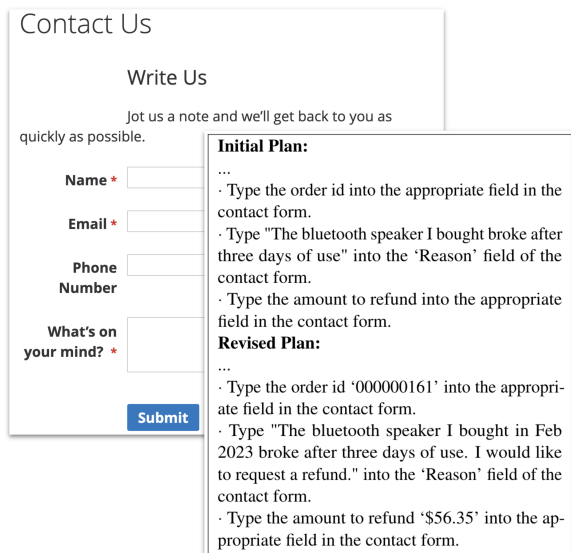 Contact Us
Write Us
Jot us a note and we'll get back to you as
quickly as possible.
Name *
Email *
Phone
Number
What's on
your mind? *
Submit
Initial Plan:
...
· Type the order id into the appropriate field in the
contact form.
· Type "The bluetooth speaker I bought broke after
three days of use" into the ‘Reason’ field of the
contact form.
· Type the amount to refund into the appropriate
field in the contact form.
Revised Plan:
...
· Type the order id ‘000000161’ into the appropri-
ate field in the contact form.
· Type "The bluetooth speaker I bought in Feb
2023 broke after three days of use. I would like
to request a refund." into the ‘Reason’ field of the
contact form.
· Type the amount to refund ‘$56.35’ into the ap-
propriate field in the contact form.